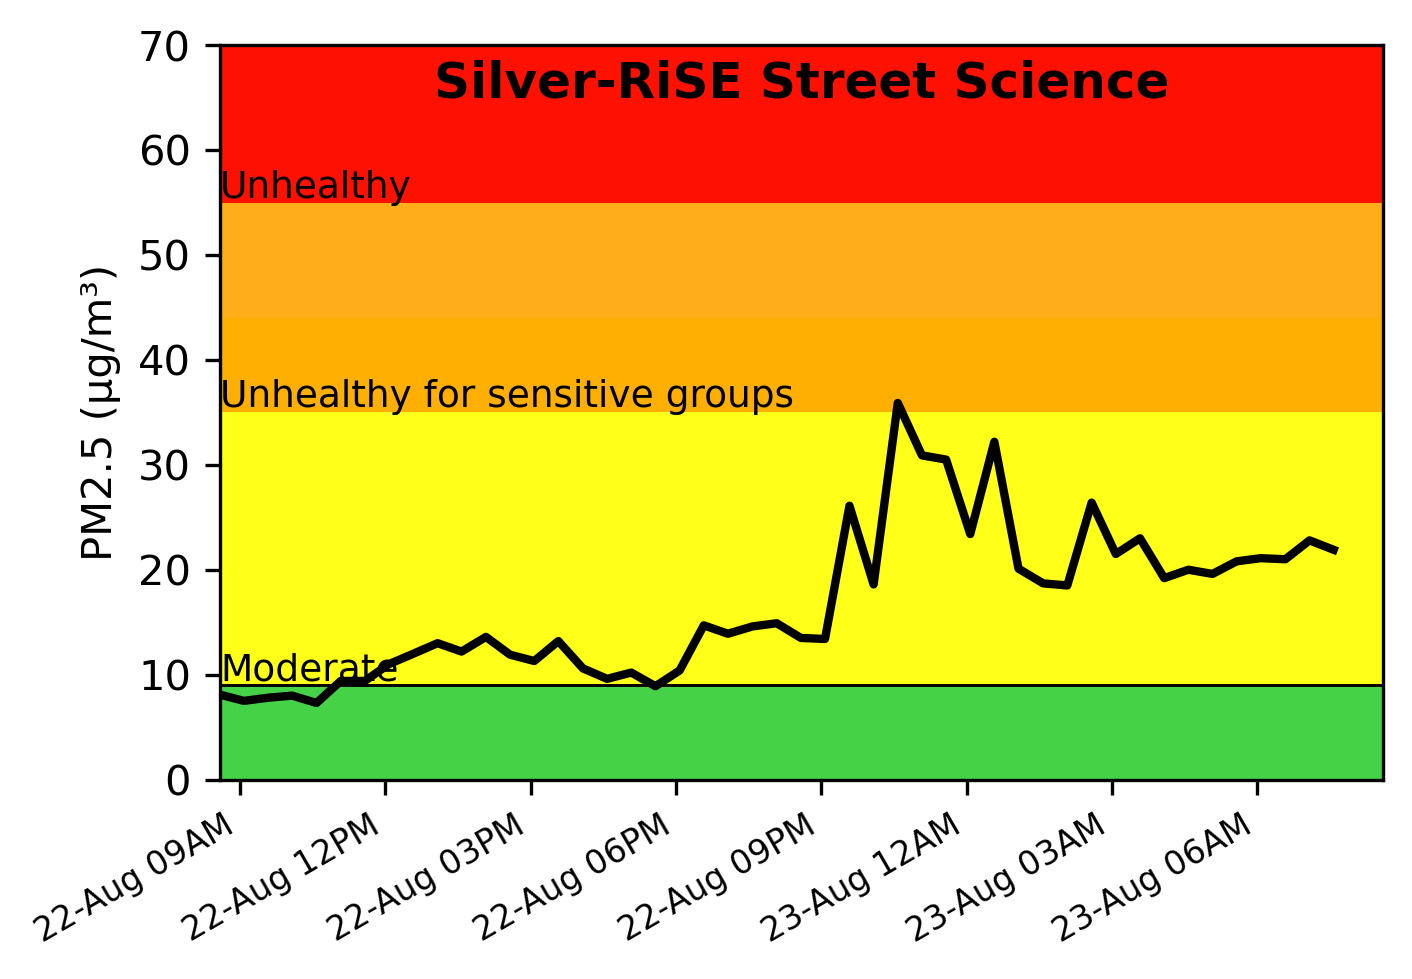 Silver-RiSE Street Science
70
60
50
40
30
20
10
0
PM2.5 (µg/m³)
Unhealthy
Unhealthy for sensitive groups
Moderate
22-Aug 09AM
22-Aug 12PM
22-Aug 03PM
22-Aug 06PM
22-Aug 09PM
23-Aug 12AM
23-Aug 03AM
23-Aug 06AM